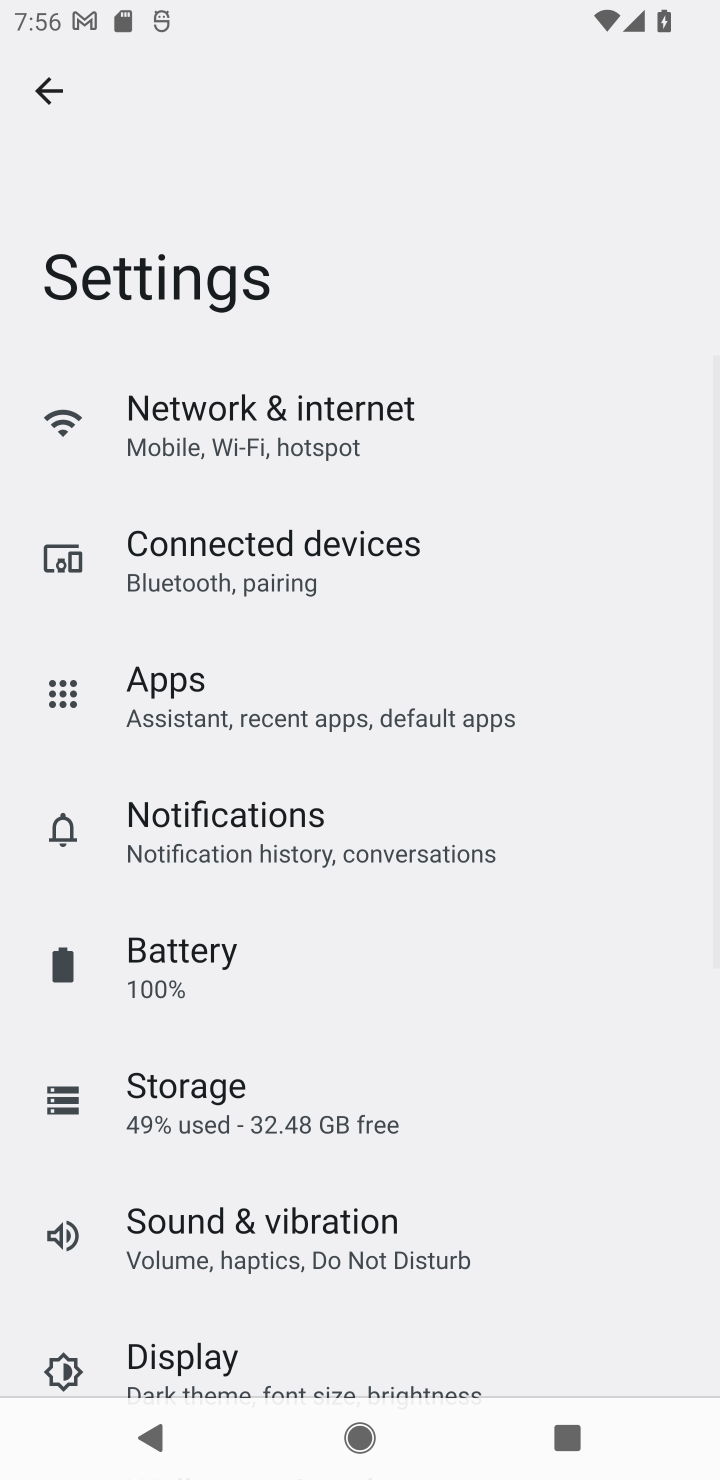 7:56
Settings
Network & internet
Mobile, Wi-Fi, hotspot
Connected devices
Bluetooth, pairing
Apps
Assistant, recent apps, default apps
Notifications
Notification history, conversations
Battery
100%
Storage
49% used - 32.48 GB free
Sound & vibration
Volume, haptics, Do Not Disturb
Display
Dark theme, font size, brightness